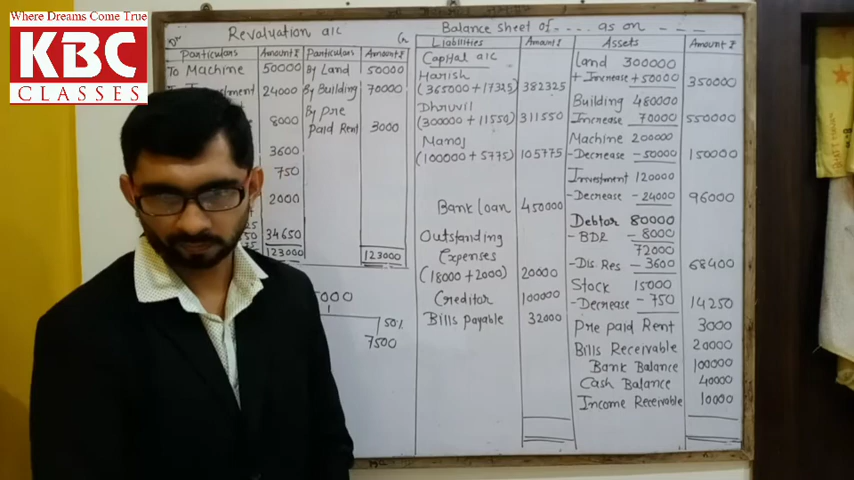 Where Dreams Come True
KBC
CLASSES
Revaluation a/c
Dr
Cr
Particulars Amount ₹ Particulars Amount ₹
To Machine 50000 By Land 50000
24000 By Building 70000
8000 By Pre
Paid Rent 3000
3600
750
2000
34650
123000 123000
50%
7500
Balance sheet of .... as on ----
Liabilities Amount ₹ Assets Amount ₹
Capital a/c
Harish
(365000 + 17325) 382325
Dhruvil
(300000 + 11550) 311550
Manoj
(100000 + 5775) 105775
Bank loan 450000
Outstanding
Expenses
(18000 + 2000) 20000
Creditor 100000
Bills Payable 32000
Land 300000
+ Increase +50000 350000
Building 480000
Increase 70000 550000
Machine 200000
-Decrease -50000 150000
Investment 120000
-Decrease -24000 96000
Debtor 80000
- BDR -8000
72000
-Dis. Res -3600 68400
Stock 15000
-Decrease -750 14250
Pre paid Rent 3000
Bills Receivable 20000
Bank Balance 100000
Cash Balance 40000
Income Receivable 10000